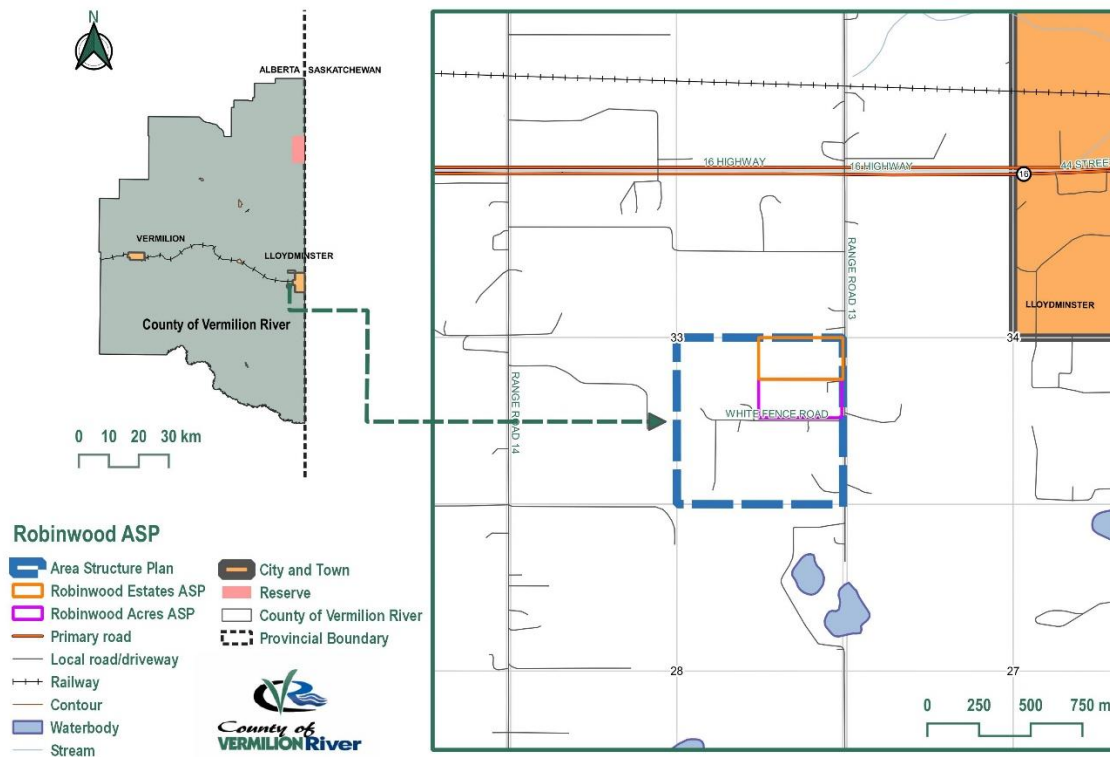 N
ALBERTA
SASKATCHEWAN
VERMILION
LLOYDMINSTER
County of Vermilion River
0 10 20 30 km
Robinwood ASP
Area Structure Plan
Robinwood Estates ASP
Robinwood Acres ASP
Primary road
Local road/driveway
Railway
Contour
Waterbody
Stream
City and Town
Reserve
County of Vermilion River
Provincial Boundary
County of
VERMILION River
16 HIGHWAY
16 HIGHWAY
44 STREE
16
RANGE ROAD 13
LLOYDMINSTER
33
34
RANGE ROAD 14
WHITE FENCE ROAD
28
27
0 250 500 750 m